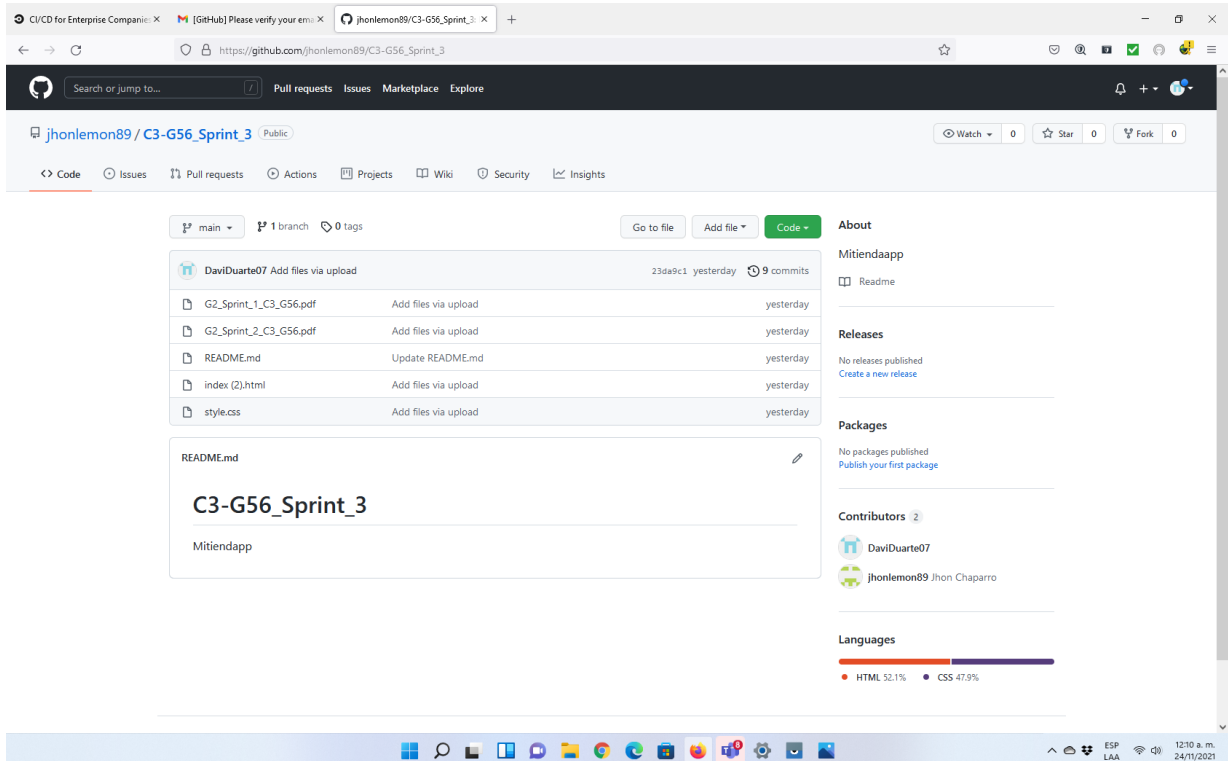 CI/CD for Enterprise Companies
[GitHub] Please verify your ema
jhonlemon89/C3-G56_Sprint_3:
https://github.com/jhonlemon89/C3-G56_Sprint_3
Search or jump to... /
Pull requests Issues Marketplace Explore
jhonlemon89 / C3-G56_Sprint_3 Public
Watch 0 Star 0 Fork 0
Code Issues Pull requests Actions Projects Wiki Security Insights
main 1 branch 0 tags Go to file Add file Code
DaviDuarte07 Add files via upload 23da9c1 yesterday 9 commits
G2_Sprint_1_C3_G56.pdf Add files via upload yesterday
G2_Sprint_2_C3_G56.pdf Add files via upload yesterday
README.md Update README.md yesterday
index (2).html Add files via upload yesterday
style.css Add files via upload yesterday
README.md
C3-G56_Sprint_3
Mitiendapp
About
Mitiendaapp
Readme
Releases
No releases published
Create a new release
Packages
No packages published
Publish your first package
Contributors 2
DaviDuarte07
jhonlemon89 Jhon Chaparro
Languages
HTML 52.1% CSS 47.9%
8
ESP
LAA
12:10 a. m.
24/11/2021